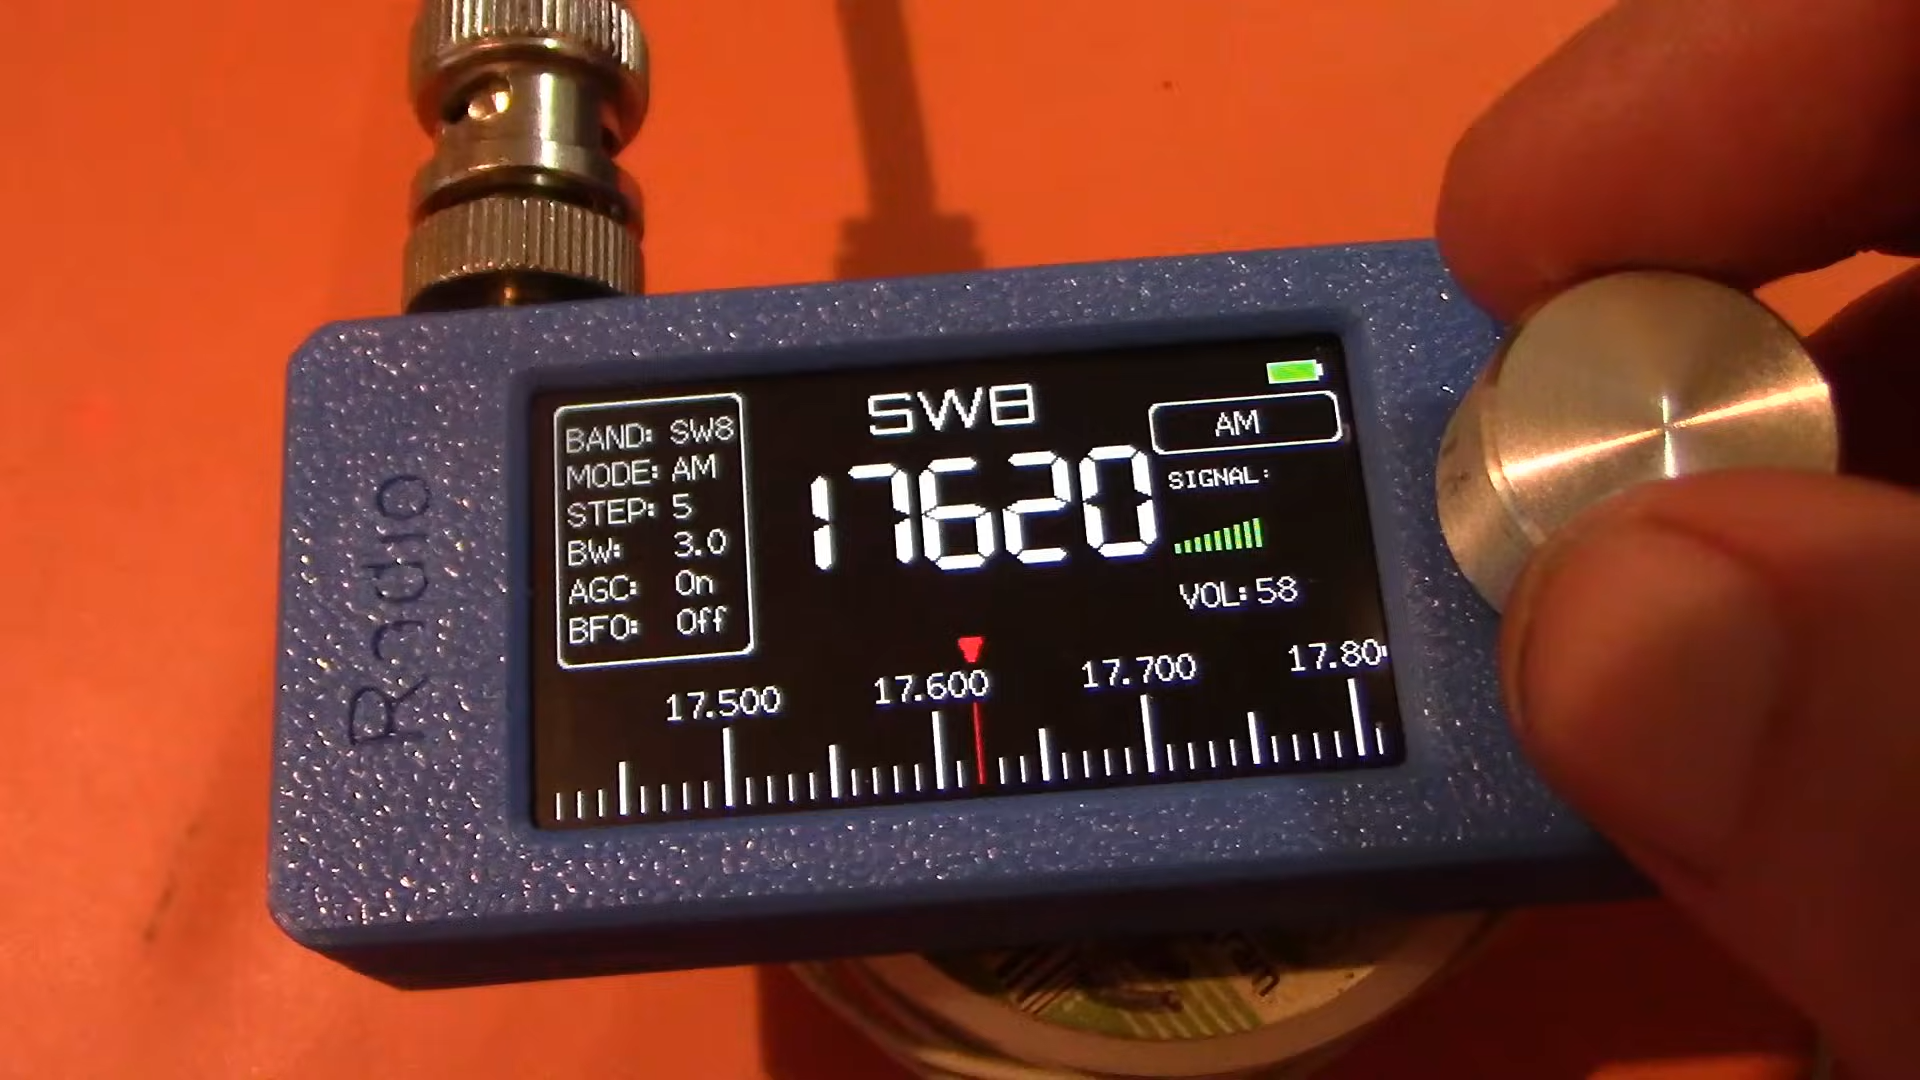 Radio
SW8
AM
BAND: SW8
MODE: AM
STEP: 5
BW: 3.0
AGC: On
BFO: Off
17620
SIGNAL:
VOL: 58
17.500 17.600 17.700 17.80